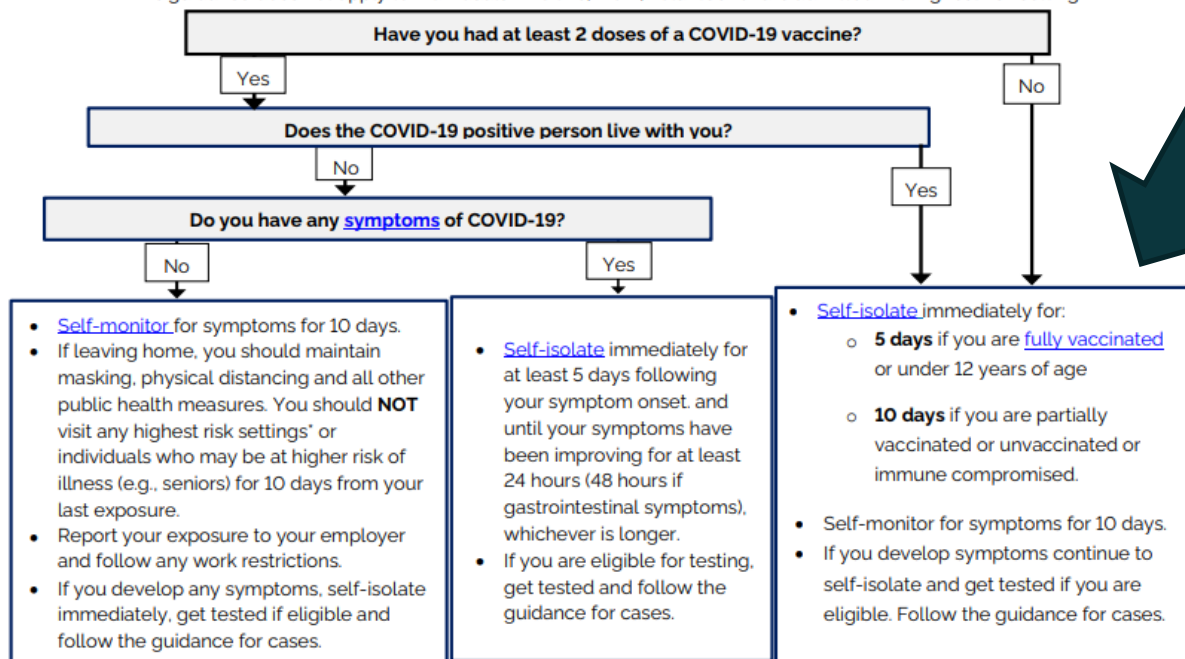 Have you had at least 2 doses of a COVID-19 vaccine?
Yes
No
Does the COVID-19 positive person live with you?
No
Yes
Do you have any symptoms of COVID-19?
No
Yes
• Self-monitor for symptoms for 10 days.
• If leaving home, you should maintain
masking, physical distancing and all other
public health measures. You should NOT
visit any highest risk settings* or
individuals who may be at higher risk of
illness (e.g., seniors) for 10 days from your
last exposure.
• Report your exposure to your employer
and follow any work restrictions.
• If you develop any symptoms, self-isolate
immediately, get tested if eligible and
follow the guidance for cases.
• Self-isolate immediately for
at least 5 days following
your symptom onset. and
until your symptoms have
been improving for at least
24 hours (48 hours if
gastrointestinal symptoms),
whichever is longer.
• If you are eligible for testing,
get tested and follow the
guidance for cases.
• Self-isolate immediately for:
o 5 days if you are fully vaccinated
or under 12 years of age
o 10 days if you are partially
vaccinated or unvaccinated or
immune compromised.
• Self-monitor for symptoms for 10 days.
• If you develop symptoms continue to
self-isolate and get tested if you are
eligible. Follow the guidance for cases.